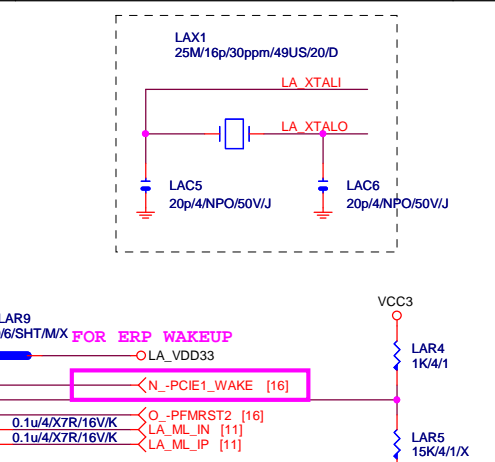 LAX1
25M/16p/30ppm/49US/20/D
LA_XTALI
LA_XTALO
LAC5
20p/4/NPO/50V/J
LAC6
20p/4/NPO/50V/J
VCC3
LAR9
/6/SHT/M/X
FOR ERP WAKEUP
LA_VDD33
LAR4
1K/4/1
N_-PCIE1_WAKE [16]
O_-PFMRST2 [16]
0.1u/4/X7R/16V/K
LA_ML_IN [11]
0.1u/4/X7R/16V/K
LA_ML_IP [11]
LAR5
15K/4/1/X